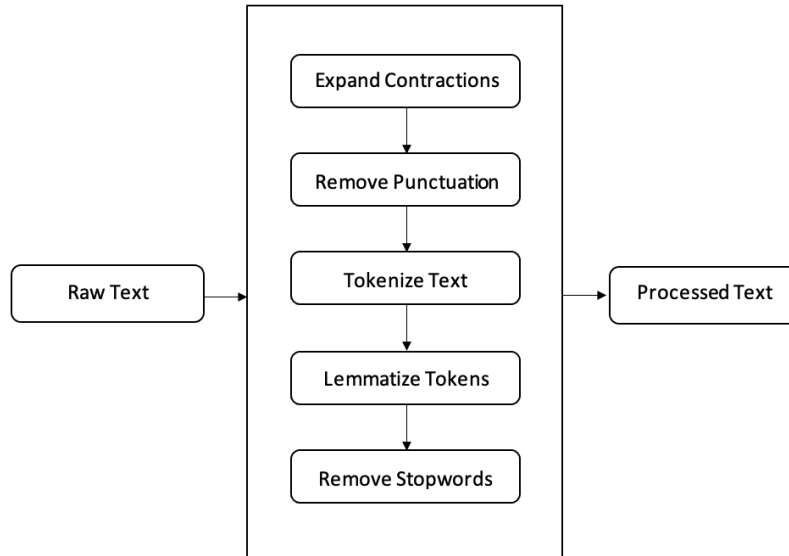 Raw Text
Expand Contractions
Remove Punctuation
Tokenize Text
Lemmatize Tokens
Remove Stopwords
Processed Text